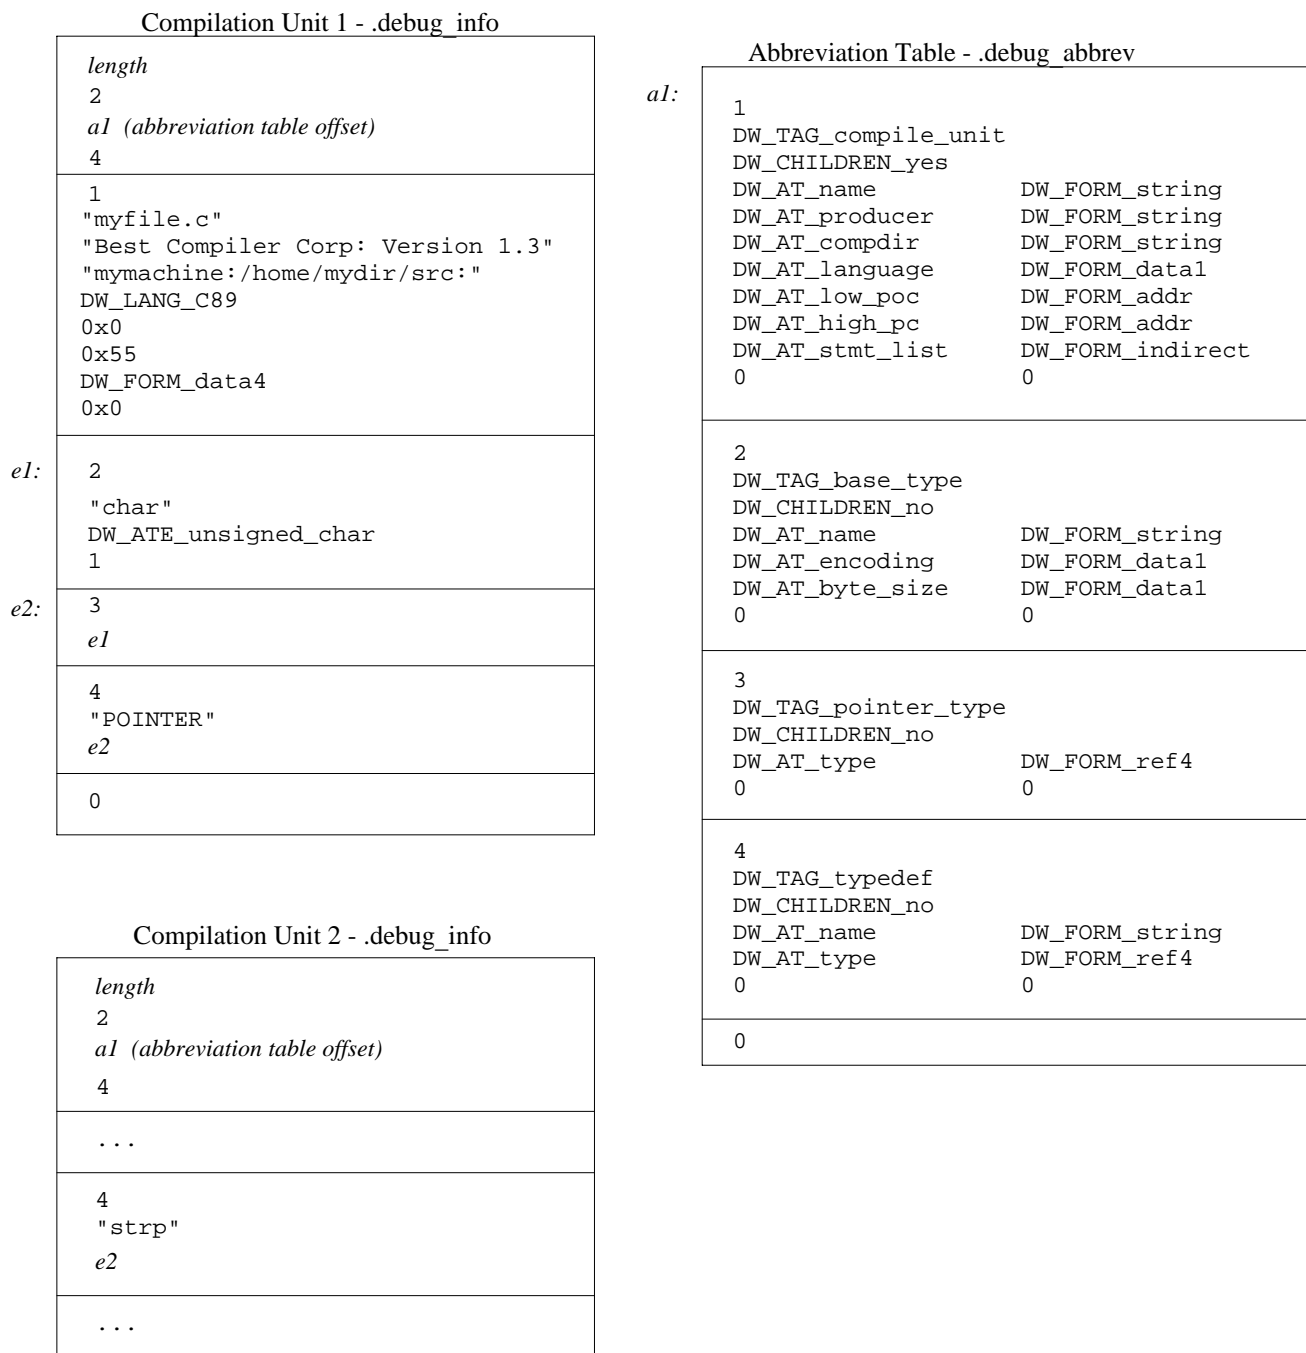 Compilation Unit 1 - .debug_info
length
2
a1 (abbreviation table offset)
4
1
"myfile.c"
"Best Compiler Corp: Version 1.3"
"mymachine:/home/mydir/src:"
DW_LANG_C89
0x0
0x55
DW_FORM_data4
0x0
e1:
2
"char"
DW_ATE_unsigned_char
1
e2:
3
e1
4
"POINTER"
e2
0
Compilation Unit 2 - .debug_info
length
2
a1 (abbreviation table offset)
4
...
4
"strp"
e2
...
Abbreviation Table - .debug_abbrev
a1:
1
DW_TAG_compile_unit
DW_CHILDREN_yes
DW_AT_name DW_FORM_string
DW_AT_producer DW_FORM_string
DW_AT_compdir DW_FORM_string
DW_AT_language DW_FORM_data1
DW_AT_low_poc DW_FORM_addr
DW_AT_high_pc DW_FORM_addr
DW_AT_stmt_list DW_FORM_indirect
0 0
2
DW_TAG_base_type
DW_CHILDREN_no
DW_AT_name DW_FORM_string
DW_AT_encoding DW_FORM_data1
DW_AT_byte_size DW_FORM_data1
0 0
3
DW_TAG_pointer_type
DW_CHILDREN_no
DW_AT_type DW_FORM_ref4
0 0
4
DW_TAG_typedef
DW_CHILDREN_no
DW_AT_name DW_FORM_string
DW_AT_type DW_FORM_ref4
0 0
0